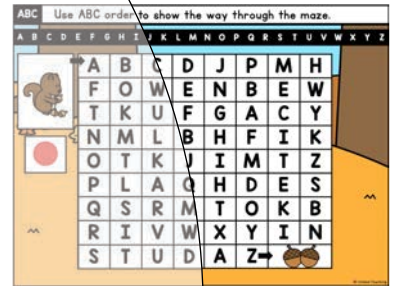 ABC Use ABC order to show the way through the maze.
A B C D E F G H I J K L M N O P Q R S T U V W X Y Z
A B C D J P M H
F O W E N B E W
T K U F G A C Y
N M L B H F I K
O T K J I M T Z
P L A Q H D E S
Q S R M T O K B
R I V W X Y I N
S T U D A Z